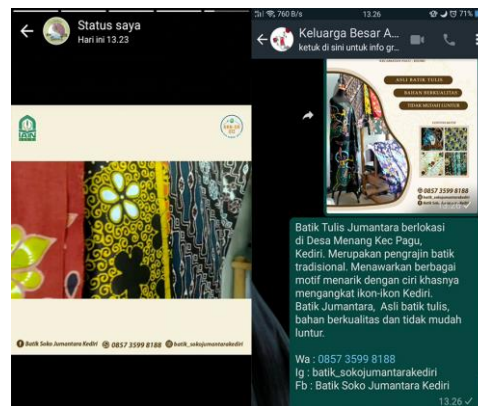 Status saya
Hari ini 13.23
IAIN
Batik Soko Jumantara Kediri 0857 3599 8188 batik_sokojumantarakediri
760 B/s 13.26 71%
Keluarga Besar A...
ketuk di sini untuk info gr...
ASLI BATIK TULIS
BAHAN BERKUALITAS
TIDAK MUDAH LUNTUR
0857 3599 8188
Batik Tulis Jumantara berlokasi
di Desa Menang Kec Pagu,
Kediri. Merupakan pengrajin batik
tradisional. Menawarkan berbagai
motif menarik dengan ciri khasnya
mengangkat ikon-ikon Kediri.
Batik Jumantara, Asli batik tulis,
bahan berkualitas dan tidak mudah
luntur.
Wa : 0857 3599 8188
Ig : batik_sokojumantarakediri
Fb : Batik Soko Jumantara Kediri
13.26